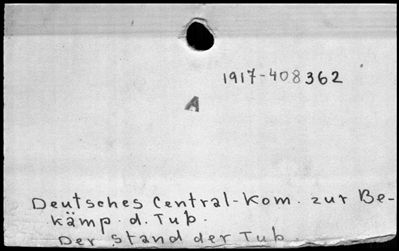 1917-408362
A
Deutsches Central-Kom. zur Be-
kämp. d. Tub.
Der Stand der Tub.